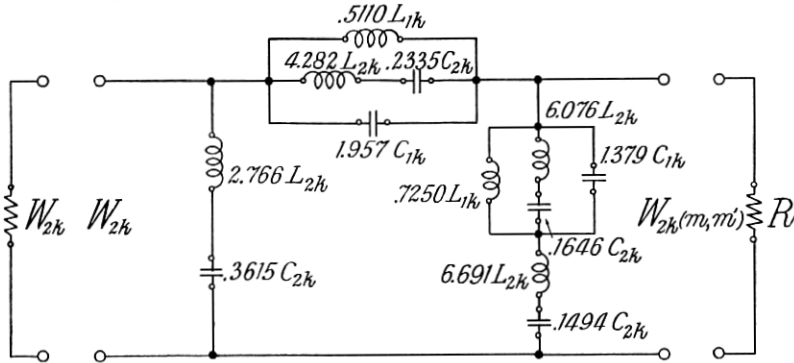 .5110 L1k
4.282 L2k .2335 C2k
1.957 C1k
6.076 L2k
1.379 C1k
2.766 L2k
.7250 L1k
W2k W2k
W2k(m,m′) R
.1646 C2k
.3615 C2k
6.691 L2k
.1494 C2k